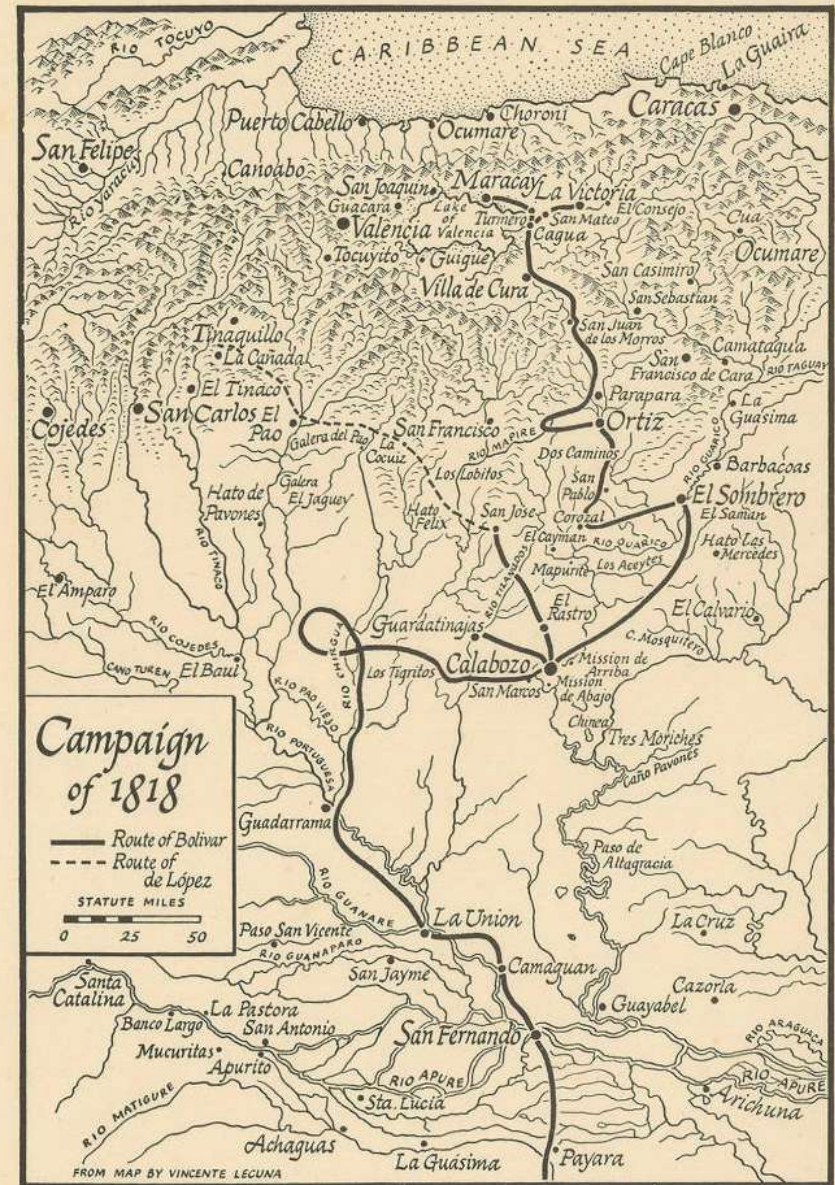 RIO TOCUYO
CARIBBEAN SEA
Cape Blanco
La Guaira
Caracas
Choroni
Puerto Cabello
Ocumare
San Felipe
Rio Yaracuy
Canoabo
San Joaquin
Maracay
La Victoria
Guacara
Lake of Valencia
Turmero
San Mateo
El Consejo
Valencia
Cagua
Cua
Ocumare
Tocuyito
Guigue
Villa de Cura
San Casimiro
San Sebastian
Tinaquillo
La Cañada
San Juan de los Morros
San Francisco de Cara
Camatagua
RIO TAGUAY
El Tinaco
Parapara
La Guasima
Cojedes
San Carlos
El Pao
Galera del Pao
La Cocuiz
San Francisco
RIO MAPIRE
Ortiz
Dos Caminos
RIO GUARICO
Barbacoas
Los Lobitos
Galera El Jaguey
San Pablo
El Sombrero
Hato de Pavones
Hato Felix
San Jose
Corozal
El Saman
RIO TINACO
El Cayman
RIO QUARICO
Hato Las Mercedes
Mapurite
Los Aceytes
RIO TIZNADOS
El Amparo
El Rastro
El Calvario
RIO COJEDES
RIO CHIRGUA
Guardatinajas
C. Mosquitero
CANO TUREN
El Baul
Los Tigritos
Calabozo
Mission de Arriba
San Marcos
Mission de Abajo
RIO PAO VIEJO
Chinea
Tres Moriches
Caño Pavones
RIO PORTUGUESA
Campaign
of 1818
Route of Bolivar
Route of
de López
STATUTE MILES
0 25 50
Guadarrama
Paso de Altagracia
RIO GUANARE
La Union
La Cruz
Paso San Vicente
RIO GUANAPARO
San Jayme
Camaguan
Santa Catalina
Cazorla
Guayabel
La Pastora
Banco Largo
San Antonio
San Fernando
RIO ARAGUACA
Mucuritas
Apurito
RIO APURE
RIO APURE
Sta. Lucia
Arichuna
RIO MATIGURE
Achaguas
La Guásima
Payara
FROM MAP BY VINCENTE LECUNA